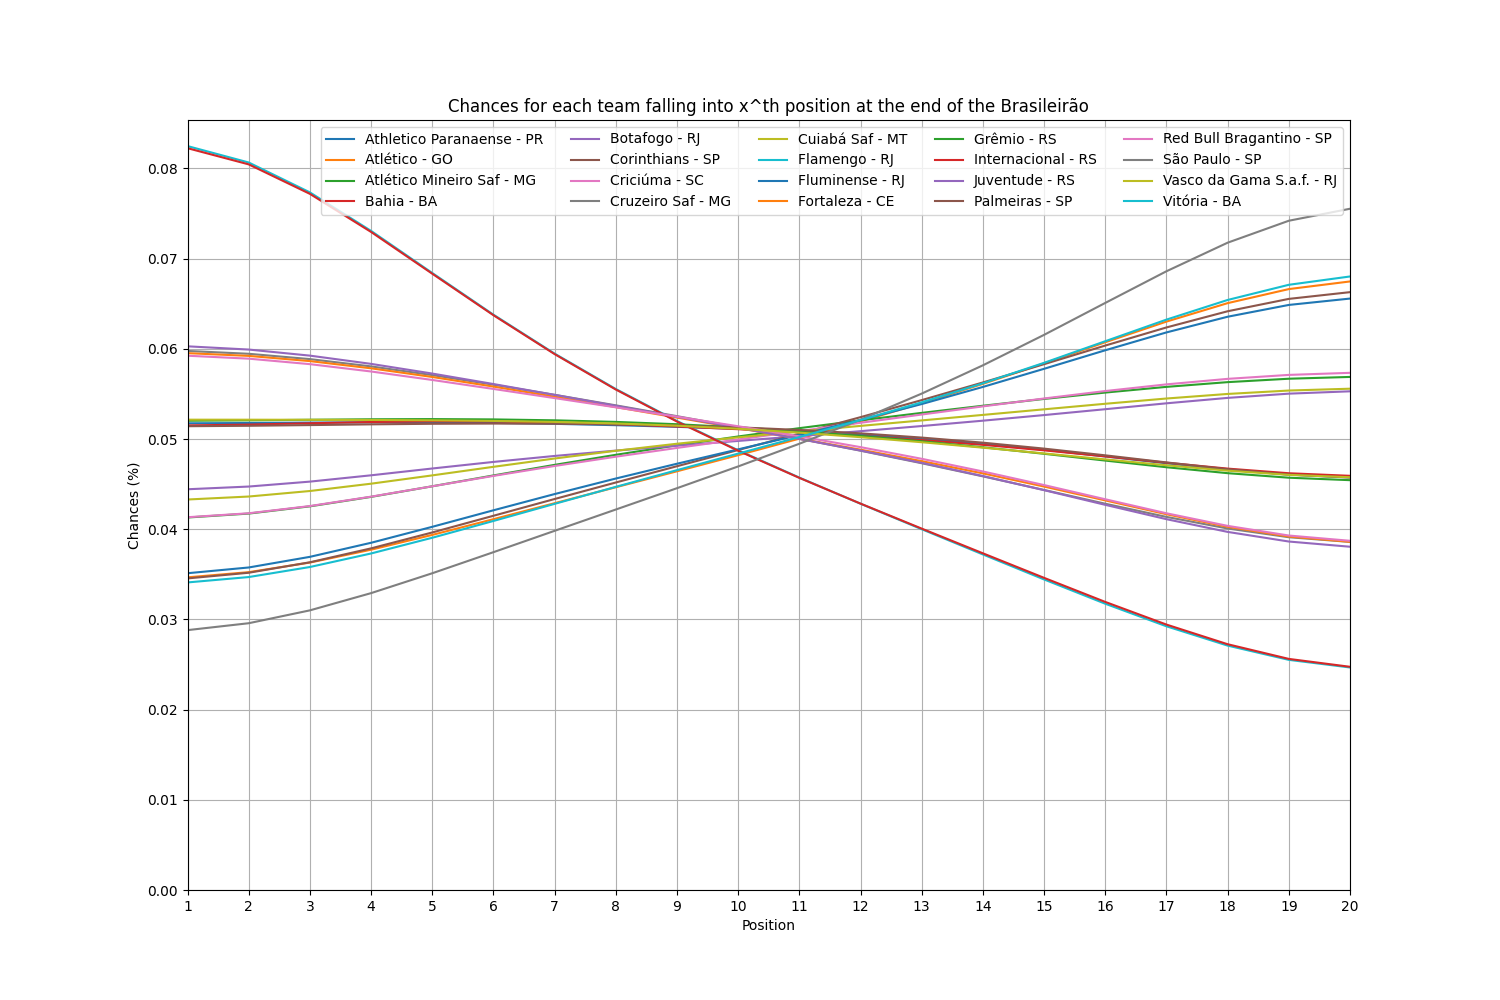 Chances for each team falling into x^th position at the end of the Brasileirão
Athletico Paranaense - PR
Atlético - GO
Atlético Mineiro Saf - MG
Bahia - BA
Botafogo - RJ
Corinthians - SP
Criciúma - SC
Cruzeiro Saf - MG
Cuiabá Saf - MT
Flamengo - RJ
Fluminense - RJ
Fortaleza - CE
Grêmio - RS
Internacional - RS
Juventude - RS
Palmeiras - SP
Red Bull Bragantino - SP
São Paulo - SP
Vasco da Gama S.a.f. - RJ
Vitória - BA
Chances (%)
0.08
0.07
0.06
0.05
0.04
0.03
0.02
0.01
0.00
1 2 3 4 5 6 7 8 9 10 11 12 13 14 15 16 17 18 19 20
Position